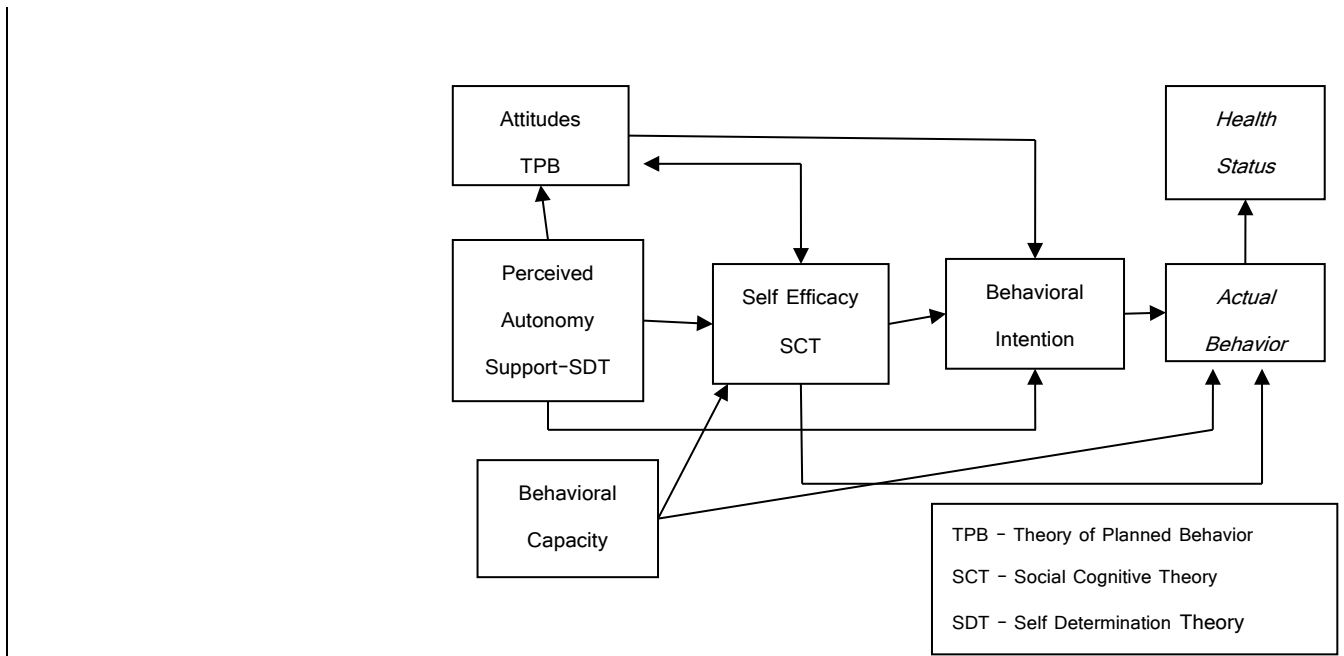 Attitudes
TPB
Health
Status
Perceived
Autonomy
Support-SDT
Self Efficacy
SCT
Behavioral
Intention
Actual
Behavior
Behavioral
Capacity
TPB - Theory of Planned Behavior
SCT - Social Cognitive Theory
SDT - Self Determination Theory